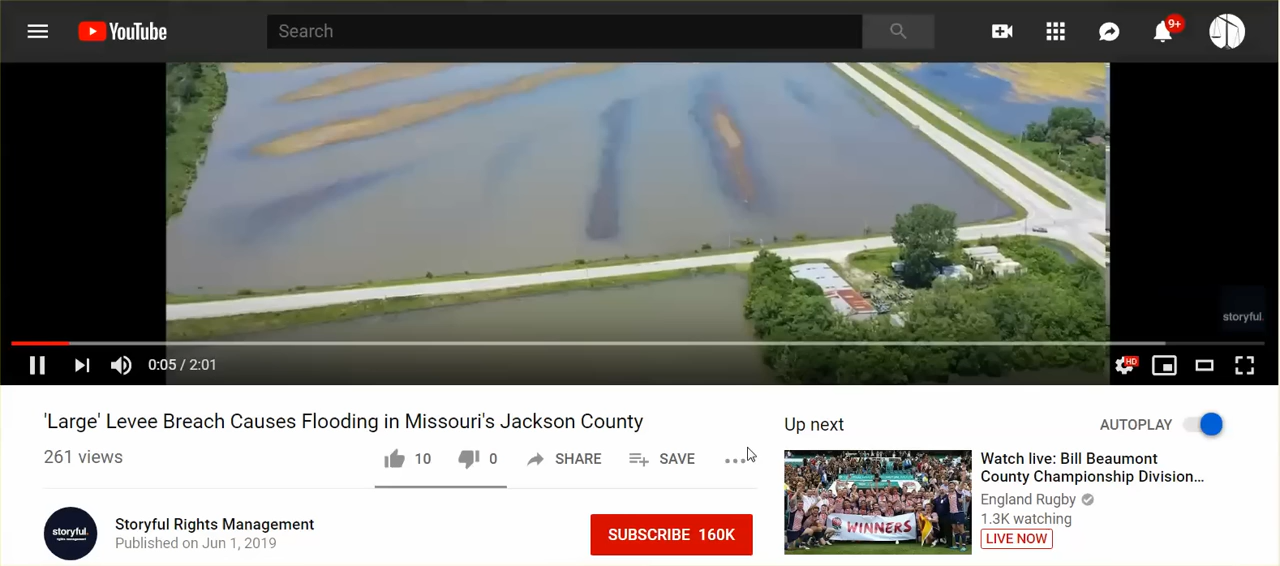 YouTube
Search
9+
storyful.
0:05 / 2:01
HD
'Large' Levee Breach Causes Flooding in Missouri's Jackson County
261 views
10
0
SHARE
SAVE
storyful.
rights management
Storyful Rights Management
Published on Jun 1, 2019
SUBSCRIBE 160K
Up next
AUTOPLAY
Watch live: Bill Beaumont
County Championship Division...
England Rugby
1.3K watching
LIVE NOW
WINNERS